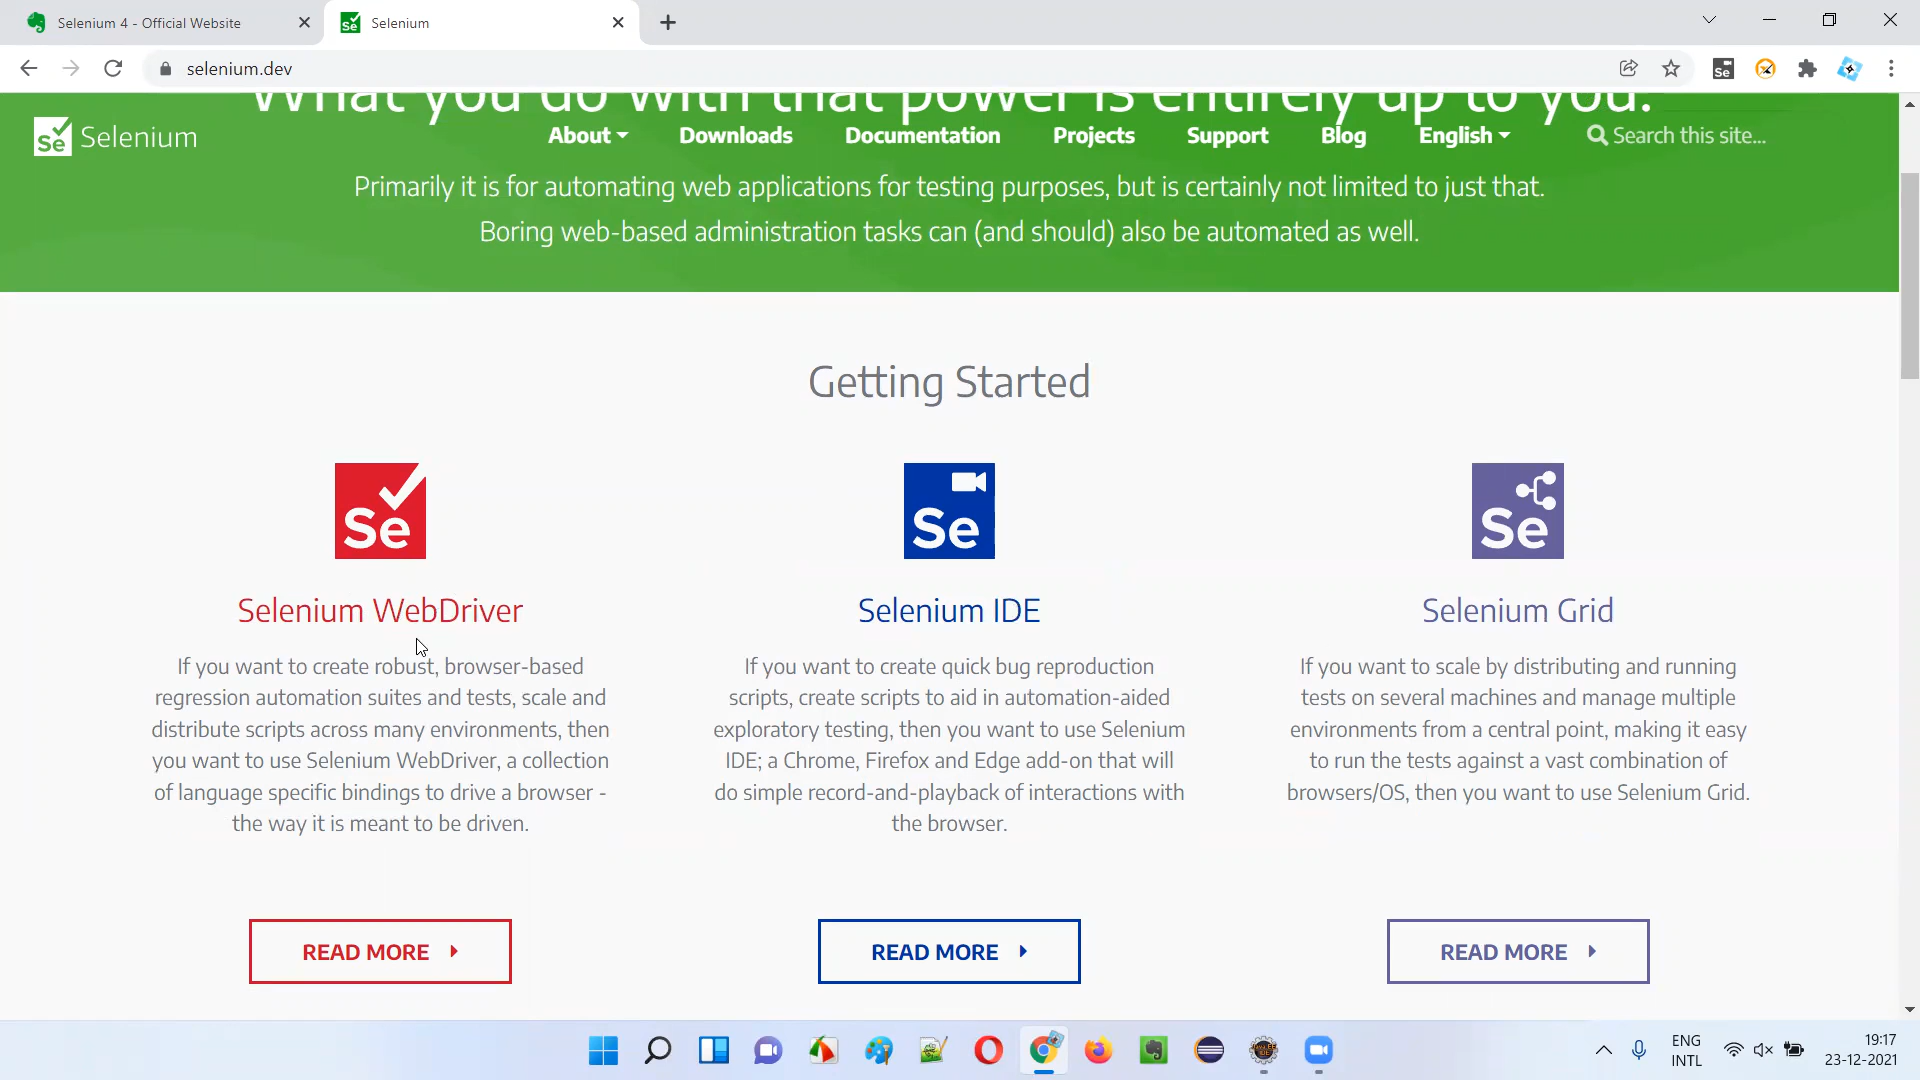 Selenium 4 - Official Website
Selenium
selenium.dev
What you do with that power is entirely up to you.
Se Selenium
About
Downloads
Documentation
Projects
Support
Blog
English
Search this site...
Primarily it is for automating web applications for testing purposes, but is certainly not limited to just that.
Boring web-based administration tasks can (and should) also be automated as well.
Getting Started
Se
Selenium WebDriver
If you want to create robust, browser-based
regression automation suites and tests, scale and
distribute scripts across many environments, then
you want to use Selenium WebDriver, a collection
of language specific bindings to drive a browser -
the way it is meant to be driven.
READ MORE
Se
Selenium IDE
If you want to create quick bug reproduction
scripts, create scripts to aid in automation-aided
exploratory testing, then you want to use Selenium
IDE; a Chrome, Firefox and Edge add-on that will
do simple record-and-playback of interactions with
the browser.
READ MORE
Se
Selenium Grid
If you want to scale by distributing and running
tests on several machines and manage multiple
environments from a central point, making it easy
to run the tests against a vast combination of
browsers/OS, then you want to use Selenium Grid.
READ MORE
ENG
INTL
19:17
23-12-2021